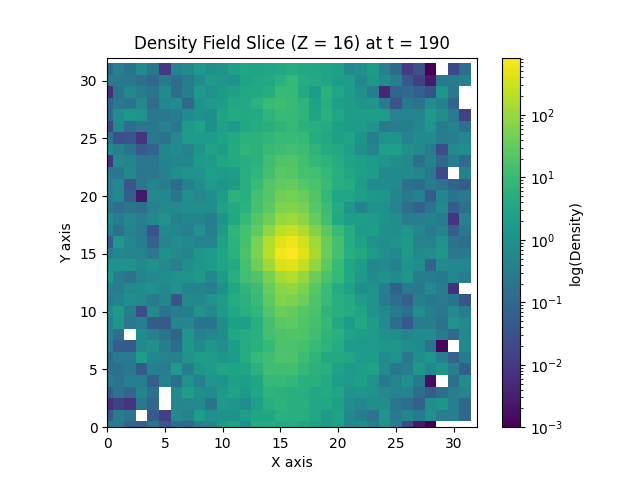 Density Field Slice (Z = 16) at t = 190
30
25
20
15
10
5
0
Y axis
0 5 10 15 20 25 30
X axis
10²
10¹
10⁰
10⁻¹
10⁻²
10⁻³
log(Density)